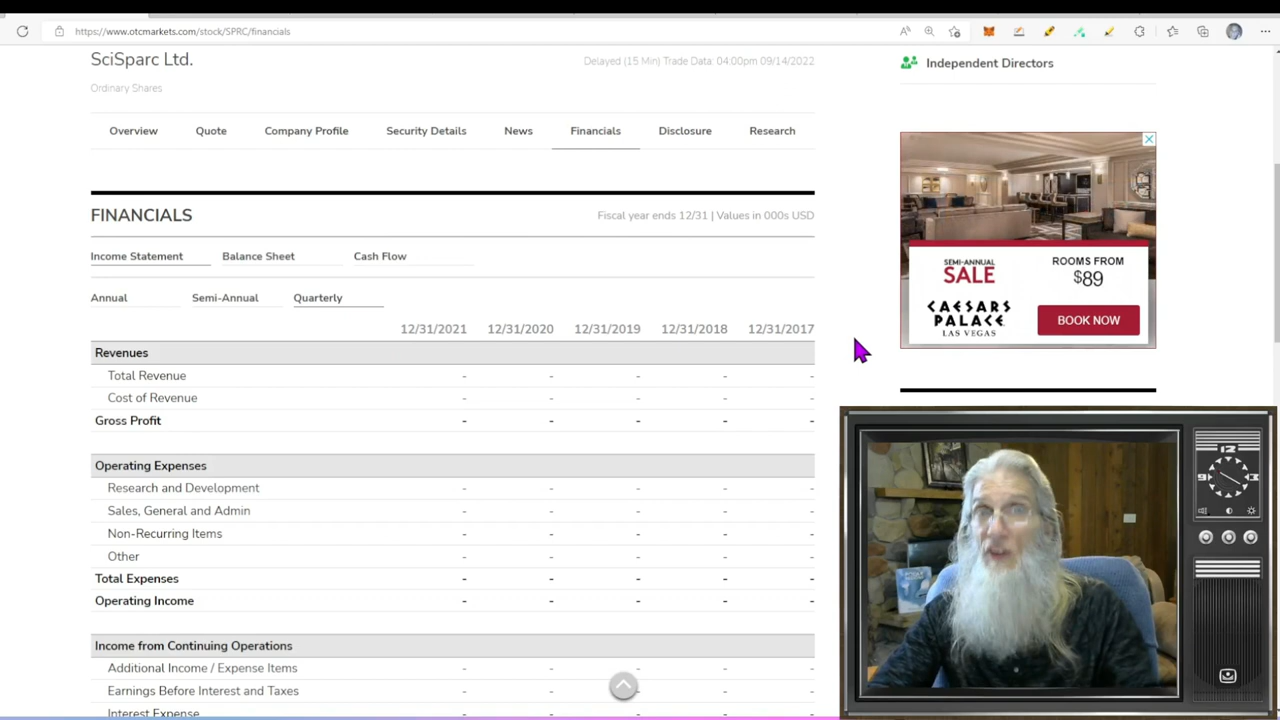 https://www.otcmarkets.com/stock/SPRC/financials
SciSparc Ltd.
Delayed (15 Min) Trade Data: 04:00pm 09/14/2022
Ordinary Shares
Overview Quote Company Profile Security Details News Financials Disclosure Research
FINANCIALS
Fiscal year ends 12/31 | Values in 000s USD
Income Statement Balance Sheet Cash Flow
Annual Semi-Annual Quarterly
12/31/2021 12/31/2020 12/31/2019 12/31/2018 12/31/2017
Revenues
Total Revenue - - - - -
Cost of Revenue - - - - -
Gross Profit - - - - -
Operating Expenses
Research and Development - - - - -
Sales, General and Admin - - - - -
Non-Recurring Items - - - - -
Other - - - - -
Total Expenses - - - - -
Operating Income - - - - -
Income from Continuing Operations
Additional Income / Expense Items - - - - -
Earnings Before Interest and Taxes - - - - -
Interest Expense
Independent Directors
SEMI-ANNUAL
SALE
ROOMS FROM
$89
CAESARS
PALACE
LAS VEGAS
BOOK NOW
12
9 3